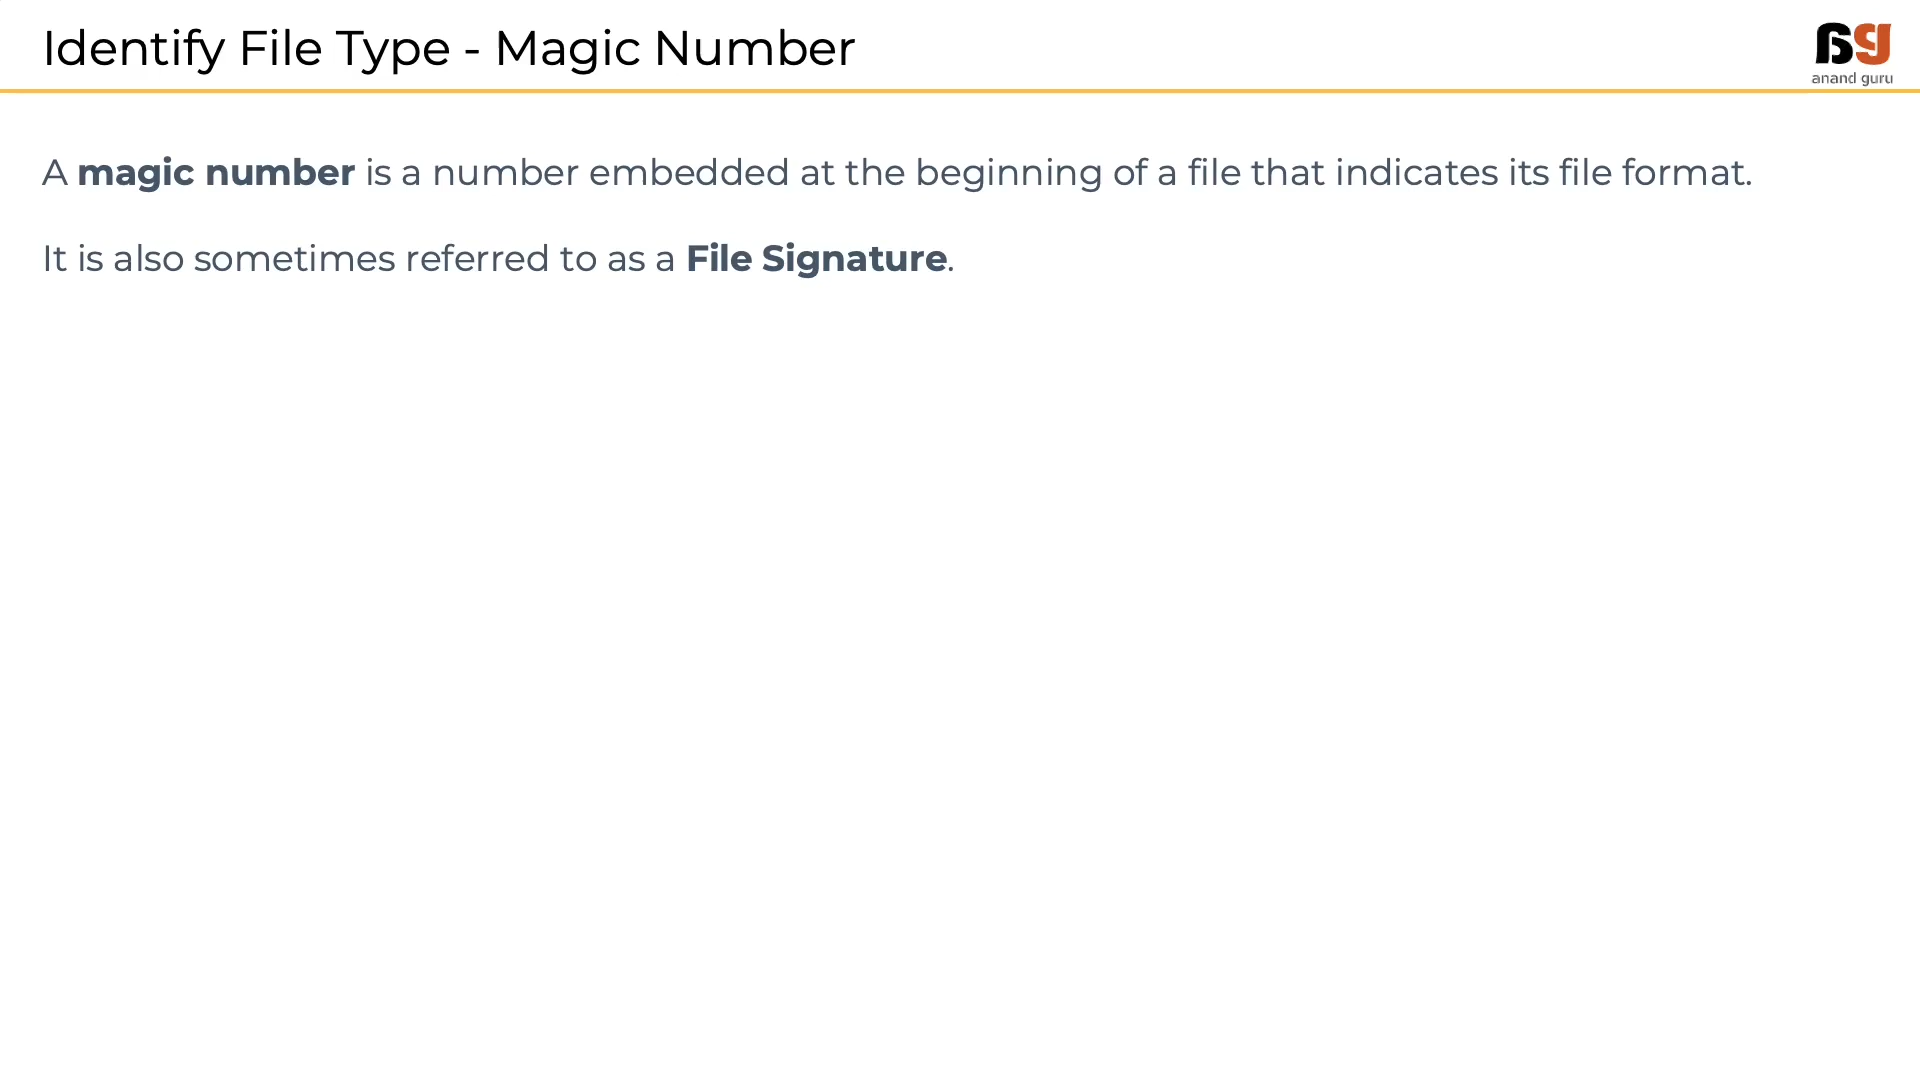 Identify File Type - Magic Number
anand guru
A magic number is a number embedded at the beginning of a file that indicates its file format.
It is also sometimes referred to as a File Signature.